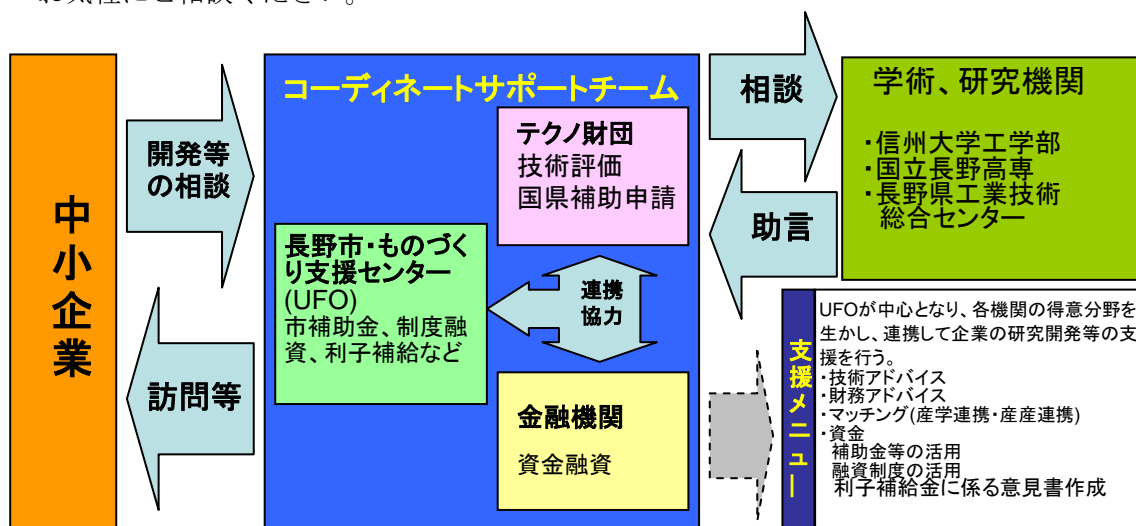 お気軽にご相談ください。
中小企業
開発等
の相談
訪問等
コーディネートサポートチーム
テクノ財団
技術評価
国県補助申請
長野市・ものづく
り支援センター
(UFO)
市補助金、制度融
資、利子補給など
連携
協力
金融機関
資金融資
相談
助言
学術、研究機関
・信州大学工学部
・国立長野高専
・長野県工業技術
総合センター
支援メニュー
UFOが中心となり、各機関の得意分野を
生かし、連携して企業の研究開発等の支
援を行う。
・技術アドバイス
・財務アドバイス
・マッチング(産学連携・産産連携)
・資金
補助金等の活用
融資制度の活用
利子補給金に係る意見書作成